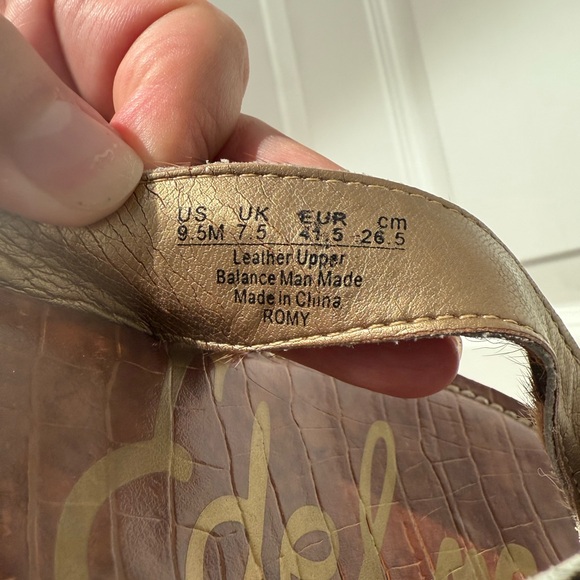 US UK EUR cm
9.5M 7.5 41.5 26.5
Leather Upper
Balance Man Made
Made in China
ROMY
Edelm